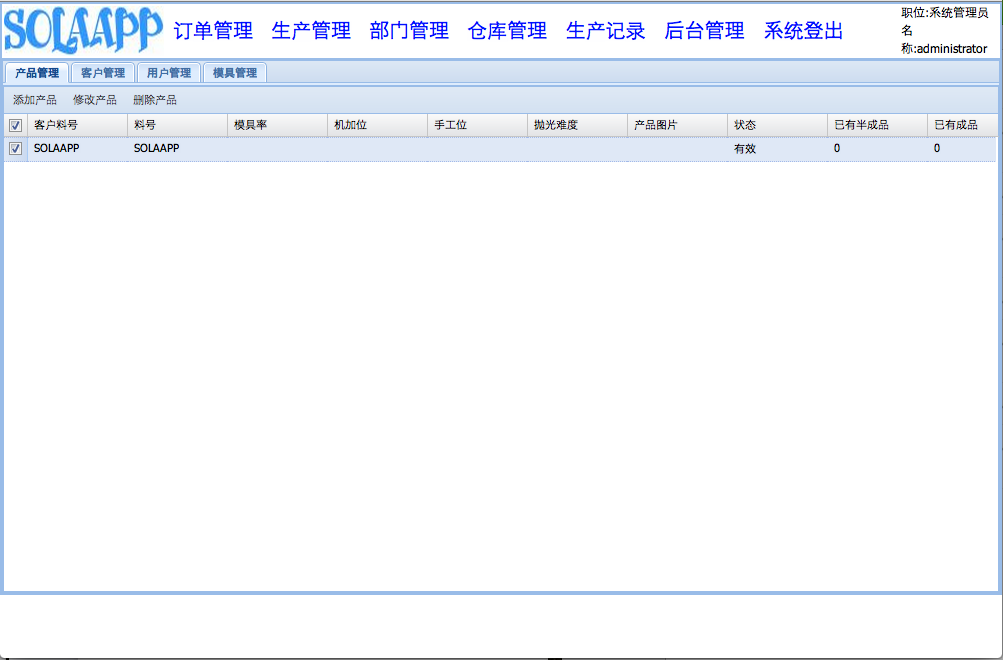 SOLAAPP 订单管理 生产管理 部门管理 仓库管理 生产记录 后台管理 系统登出
职位:系统管理员
名
称:administrator
产品管理 客户管理 用户管理 模具管理
添加产品 修改产品 删除产品
客户料号 料号 模具率 机加位 手工位 抛光难度 产品图片 状态 已有半成品 已有成品
SOLAAPP SOLAAPP 有效 0 0